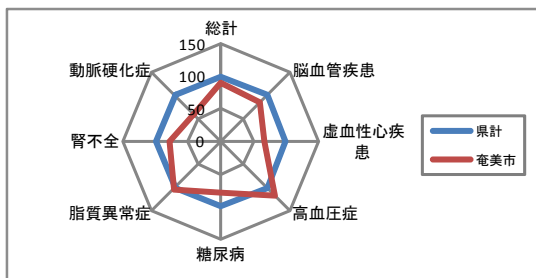 総計
150
100
50
0
脳血管疾患
虚血性心疾
患
高血圧症
糖尿病
脂質異常症
腎不全
動脈硬化症
県計
奄美市